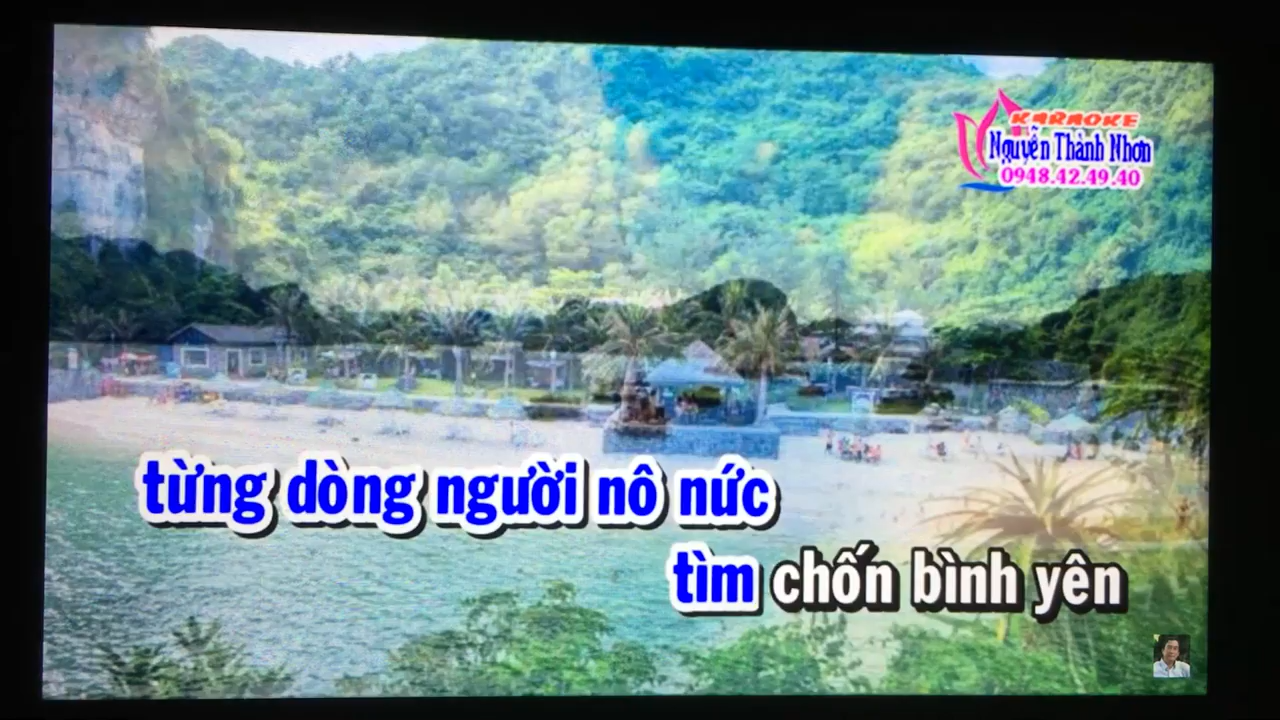 KARAOKE
Nguyễn Thành Nhơn
0948.42.49.40
từng dòng người nô nức
tìm chốn bình yên